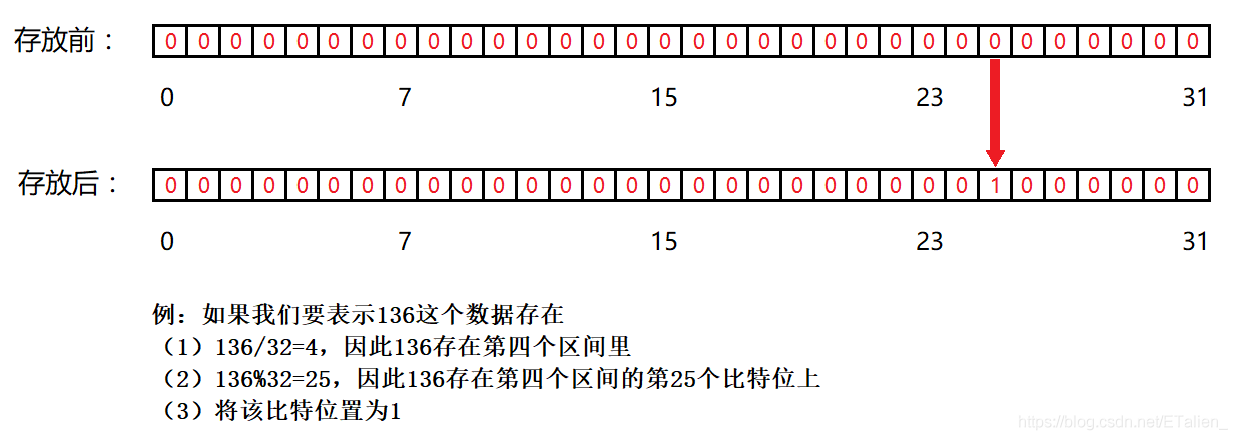 存放前： 0 0 0 0 0 0 0 0 0 0 0 0 0 0 0 0 0 0 0 0 0 0 0 0 0 0 0 0 0 0 0 0
0 7 15 23 31
存放后： 0 0 0 0 0 0 0 0 0 0 0 0 0 0 0 0 0 0 0 0 0 0 0 0 0 1 0 0 0 0 0 0
0 7 15 23 31
例：如果我们要表示136这个数据存在
（1）136/32=4，因此136存在第四个区间里
（2）136%32=25，因此136存在第四个区间的第25个比特位上
（3）将该比特位置为1
https://blog.csdn.net/ETalien_